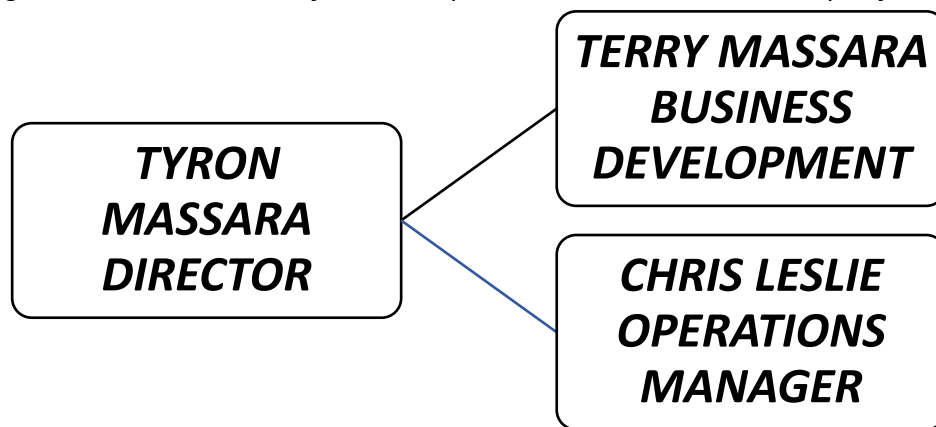 TYRON
MASSARA
DIRECTOR
TERRY MASSARA
BUSINESS
DEVELOPMENT
CHRIS LESLIE
OPERATIONS
MANAGER